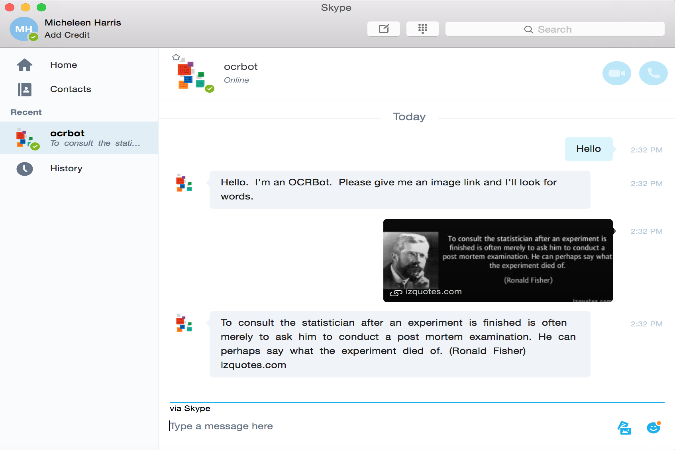 Skype
MH
Micheleen Harris
Add Credit
Search
Home
Contacts
Recent
ocrbot
To consult the stati...
History
ocrbot
Online
Today
Hello
2:32 PM
Hello. I'm an OCRBot. Please give me an image link and I'll look for
words.
2:32 PM
To consult the statistician after an experiment is
finished is often merely to ask him to conduct a
post mortem examination. He can perhaps say what
the experiment died of.
(Ronald Fisher)
izquotes.com
izquotes.com
2:32 PM
To consult the statistician after an experiment is finished is often
merely to ask him to conduct a post mortem examination. He can
perhaps say what the experiment died of. (Ronald Fisher)
izquotes.com
2:32 PM
via Skype
Type a message here